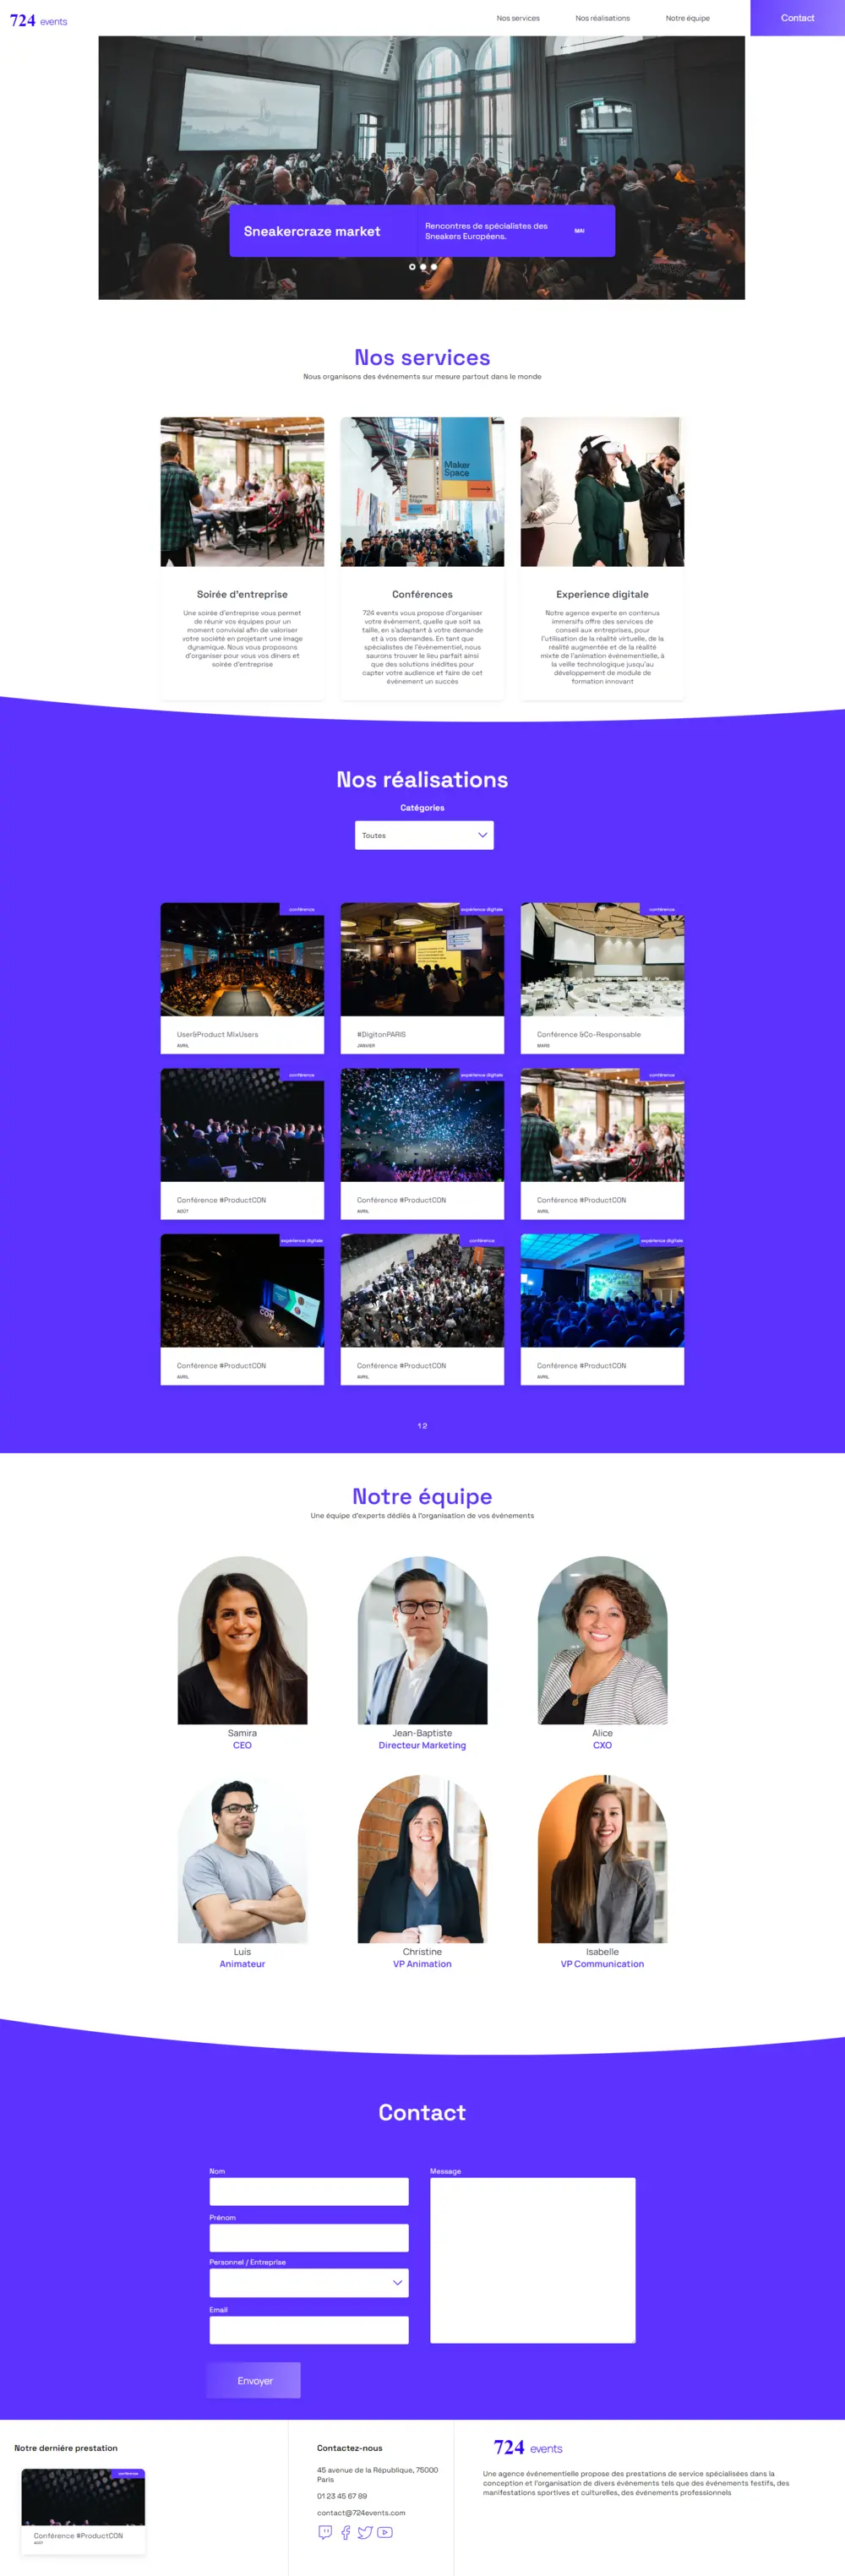 724 events
Nos services
Nos réalisations
Notre équipe
Contact
Sneakercraze market
Rencontres de spécialistes des
Sneakers Européens.
MAI
Nos services
Nous organisons des événements sur mesure partout dans le monde
Maker
Space
Soirée d'entreprise
Une soirée d'entreprise vous permet
de réunir vos équipes pour un
moment convivial afin de valoriser
votre société en projetant une image
dynamique. Nous vous proposons
d'organiser pour vous vos diners et
soirée d'entreprise
Conférences
724 events vous propose d'organiser
votre évènement, quelle que soit sa
taille, en s'adaptant à votre demande
et à vos demandes. En tant que
spécialistes de l'événementiel, nous
saurons trouver le lieu parfait ainsi
que des solutions inédites pour
capter votre audience et faire de cet
événement un succès
Experience digitale
Notre agence experte en contenus
immersifs offre des services de
conseil aux entreprises, pour
l'utilisation de la réalité virtuelle, de la
réalité augmentée et de la réalité
mixte de l'animation événementielle, à
la veille technologique jusqu'au
développement de module de
formation innovant
Nos réalisations
Catégories
Toutes
conférence
expérience digitale
conférence
User&Product MixUsers
AVRIL
#DigitonPARIS
JANVIER
Conférence &Co-Responsable
MARS
conférence
expérience digitale
conférence
Conférence #ProductCON
AOÛT
Conférence #ProductCON
AVRIL
Conférence #ProductCON
AVRIL
expérience digitale
conférence
expérience digitale
CON
Conférence #ProductCON
AVRIL
Conférence #ProductCON
AVRIL
Conférence #ProductCON
AVRIL
1 2
Notre équipe
Une équipe d'experts dédiés à l'organisation de vos événements
Samira
CEO
Jean-Baptiste
Directeur Marketing
Alice
CXO
Luís
Animateur
Christine
VP Animation
Isabelle
VP Communication
Contact
Nom
Prénom
Personnel / Entreprise
Email
Message
Envoyer
Notre derniére prestation
conférence
Conférence #ProductCON
AOÛT
Contactez-nous
45 avenue de la République, 75000
Paris
01 23 45 67 89
contact@724events.com
724 events
Une agence événementielle propose des prestations de service spécialisées dans la
conception et l'organisation de divers événements tels que des événements festifs, des
manifestations sportives et culturelles, des événements professionnels